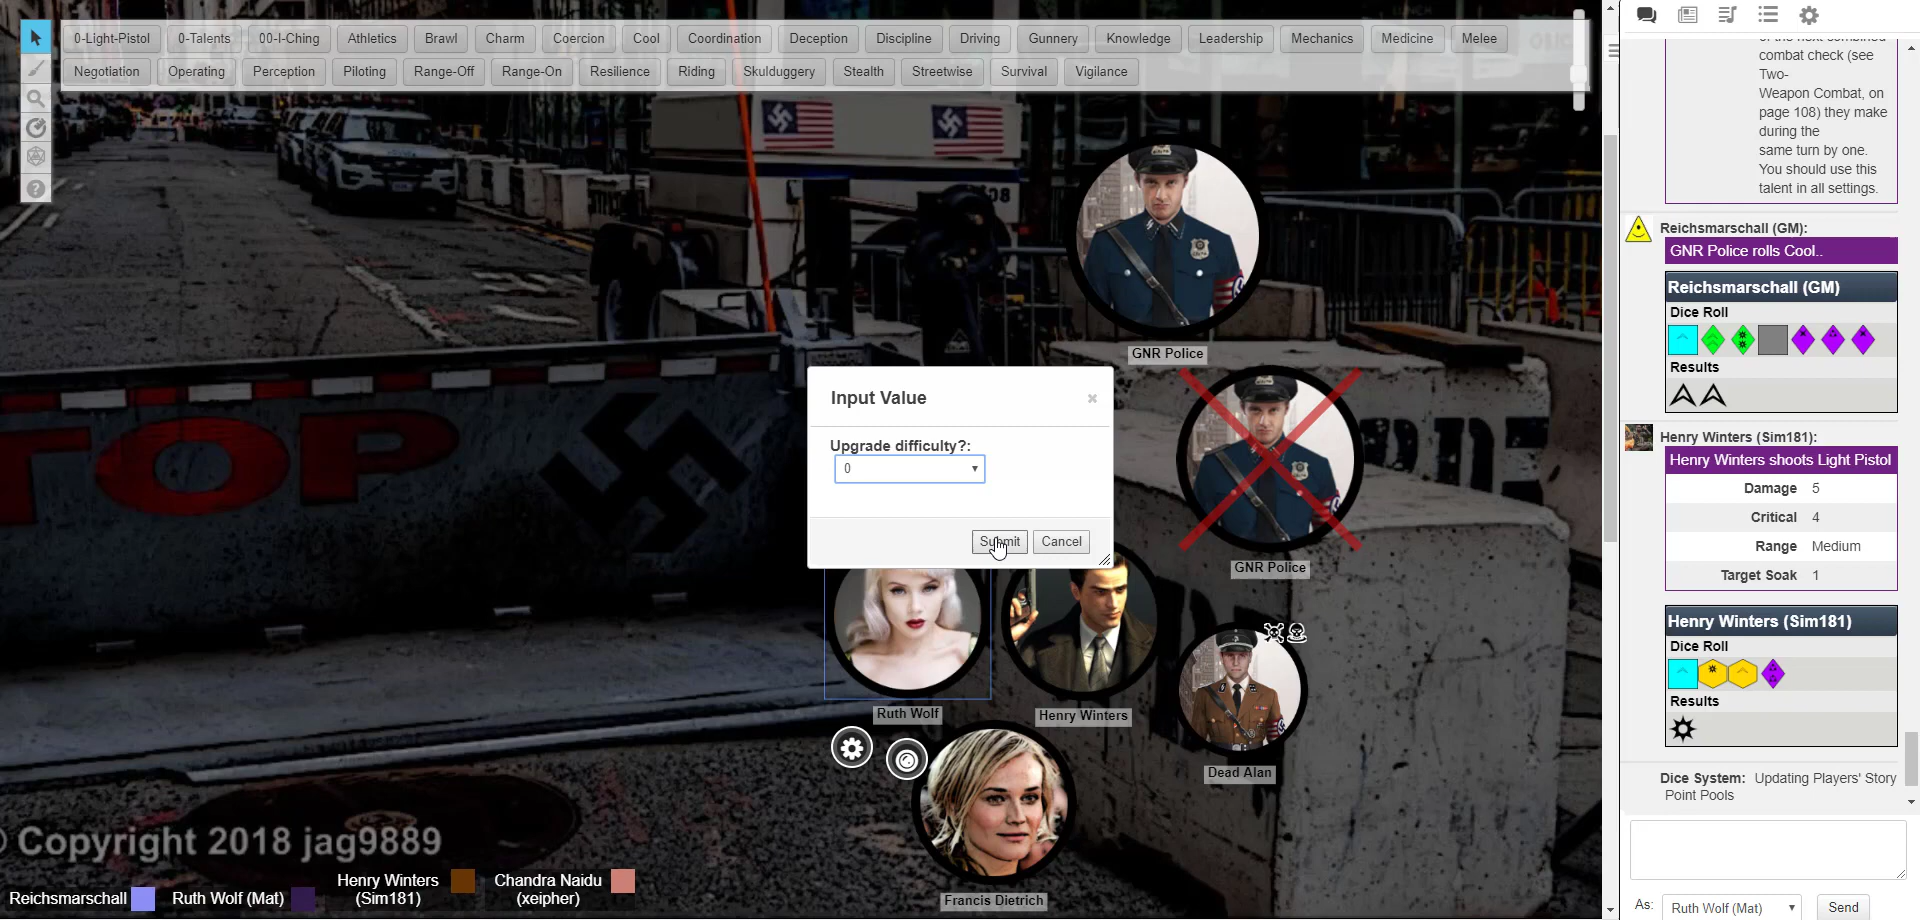 0-Light-Pistol
0-Talents
00-I-Ching
Athletics
Brawl
Charm
Coercion
Cool
Coordination
Deception
Discipline
Driving
Gunnery
Knowledge
Leadership
Mechanics
Medicine
Melee
Negotiation
Operating
Perception
Piloting
Range-Off
Range-On
Resilience
Riding
Skulduggery
Stealth
Streetwise
Survival
Vigilance
GNR Police
Input Value
Upgrade difficulty?:
0
Submit
Cancel
GNR Police
TOP
Ruth Wolf
Henry Winters
Dead Alan
Francis Dietrich
© Copyright 2018 jag9889
Reichsmarschall
Ruth Wolf (Mat)
Henry Winters
(Sim181)
Chandra Naidu
(xeipher)
of the next combined
combat check (see
Two-
Weapon Combat, on
page 108) they make
during the
same turn by one.
You should use this
talent in all settings.
Reichsmarschall (GM):
GNR Police rolls Cool..
Reichsmarschall (GM)
Dice Roll
Results
Henry Winters (Sim181):
Henry Winters shoots Light Pistol
Damage 5
Critical 4
Range Medium
Target Soak 1
Henry Winters (Sim181)
Dice Roll
Results
Dice System: Updating Players' Story
Point Pools
As: Ruth Wolf (Mat)
Send